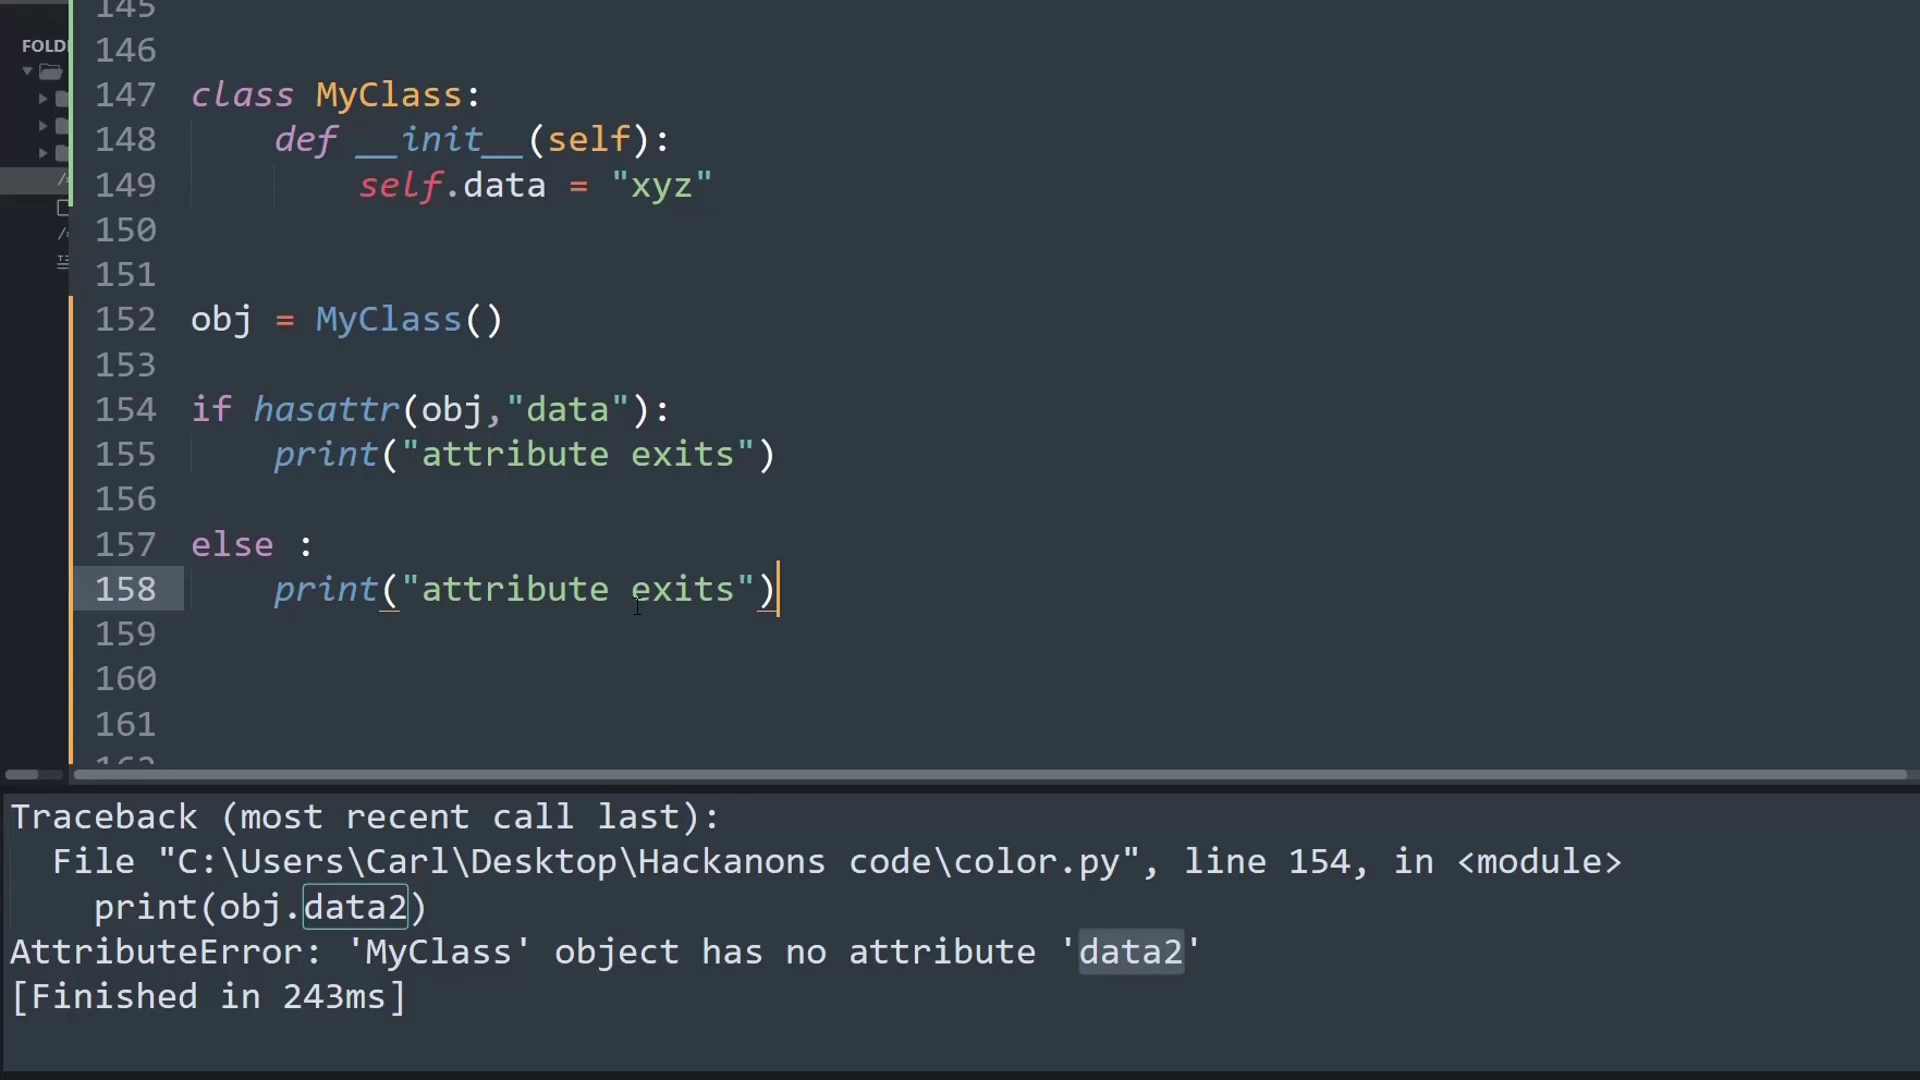 145
FOLD
146
147 class MyClass:
148     def __init__(self):
149         self.data = "xyz"
150
151
152 obj = MyClass()
153
154 if hasattr(obj,"data"):
155     print("attribute exits")
156
157 else :
158     print("attribute exits")
159
160
161
162
Traceback (most recent call last):
  File "C:\Users\Carl\Desktop\Hackanons code\color.py", line 154, in <module>
    print(obj.data2)
AttributeError: 'MyClass' object has no attribute 'data2'
[Finished in 243ms]